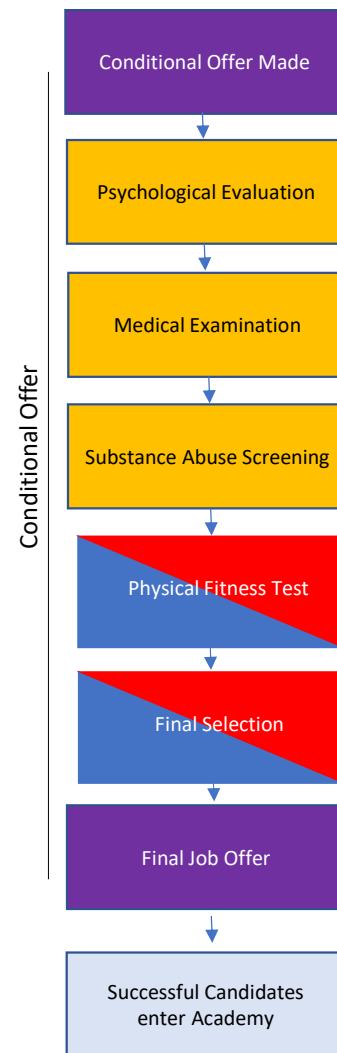 Conditional Offer Made
Psychological Evaluation
Medical Examination
Substance Abuse Screening
Conditional Offer
Physical Fitness Test
Final Selection
Final Job Offer
Successful Candidates
enter Academy